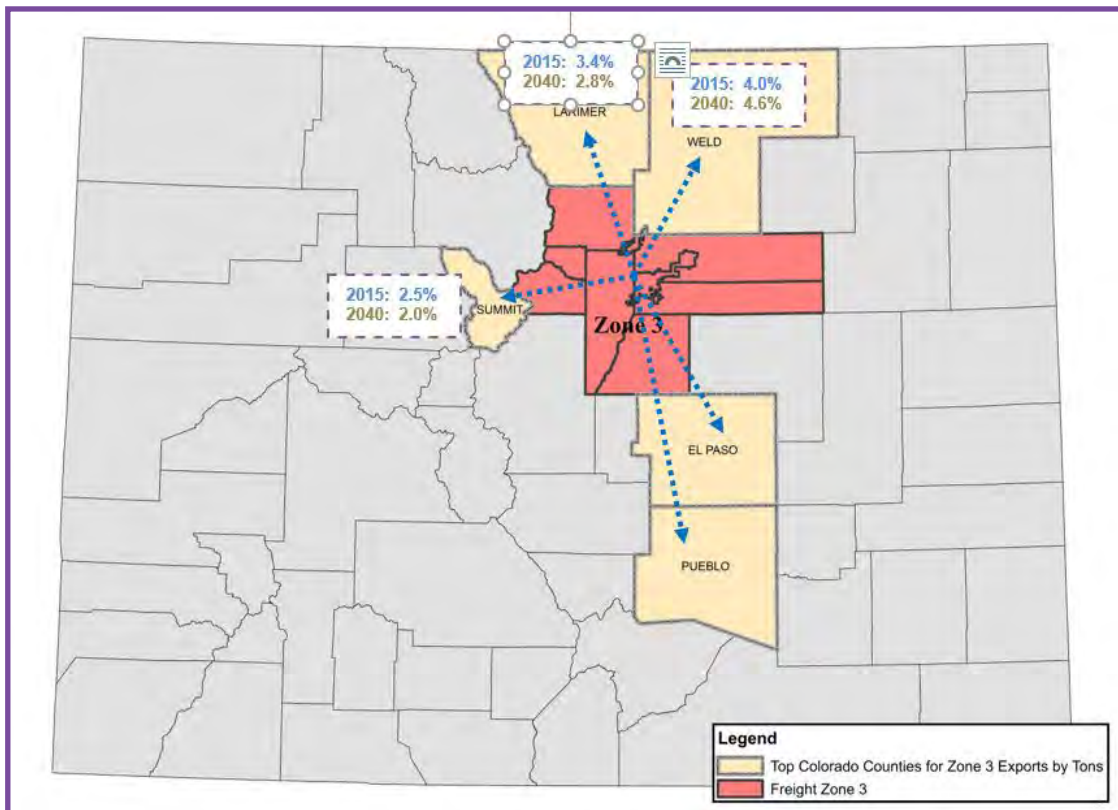 2015: 3.4%
2040: 2.8%
2015: 4.0%
2040: 4.6%
LARIMER
WELD
2015: 2.5%
2040: 2.0%
SUMMIT
Zone 3
EL PASO
PUEBLO
Legend
Top Colorado Counties for Zone 3 Exports by Tons
Freight Zone 3